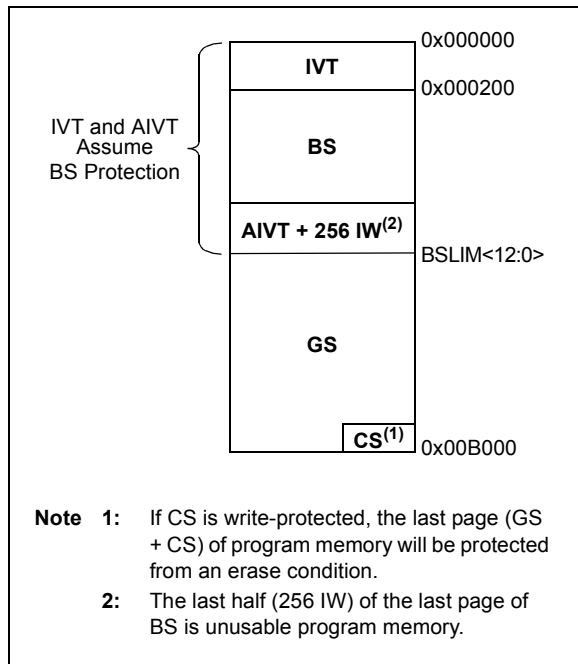 0x000000
IVT
0x000200
IVT and AIVT
Assume
BS Protection
BS
AIVT + 256 IW(2)
BSLIM<12:0>
GS
CS(1)
0x00B000
Note 1: If CS is write-protected, the last page (GS
+ CS) of program memory will be protected
from an erase condition.
2: The last half (256 IW) of the last page of
BS is unusable program memory.